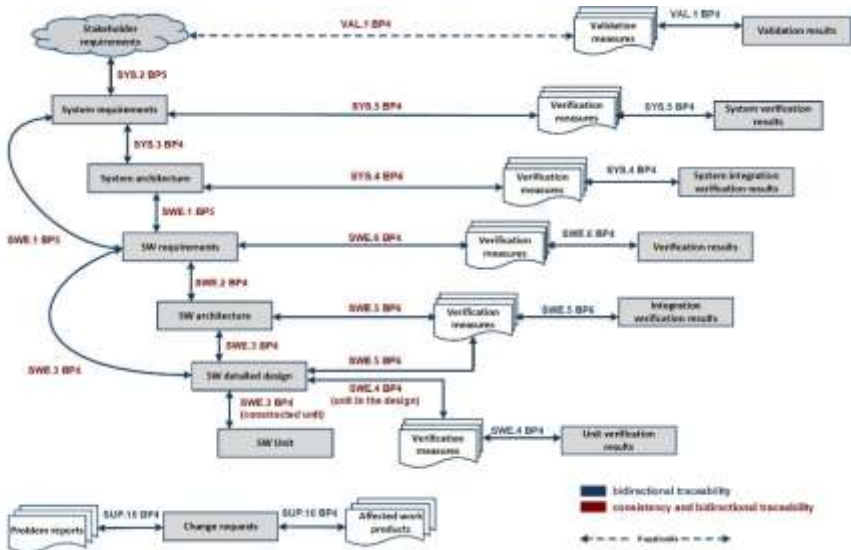 Stakeholder
requirements
VAL.1 BP4
Validation
measures
VAL.1 BP4
Validation results
SYS.2 BP5
System requirements
SYS.5 BP4
Verification
measures
SYS.5 BP4
System verification
results
SYS.3 BP4
System architecture
SYS.4 BP4
Verification
measures
SYS.4 BP4
System integration
verification results
SWE.1 BP5
SWE.1 BP5
SW requirements
SWE.6 BP4
Verification
measures
SWE.6 BP4
Verification results
SWE.2 BP4
SW architecture
SWE.5 BP6
Verification
measures
SWE.5 BP6
Integration
verification results
SWE.3 BP4
SWE.3 BP4
SW detailed design
SWE.5 BP6
SWE.4 BP4
(unit in the design)
SWE.3 BP4
(constructed unit)
SW Unit
Verification
measures
SWE.4 BP4
Unit verification
results
bidirectional traceability
consistency and bidirectional traceability
Problem reports
SUP.10 BP4
Change requests
SUP.10 BP4
Affected work
products